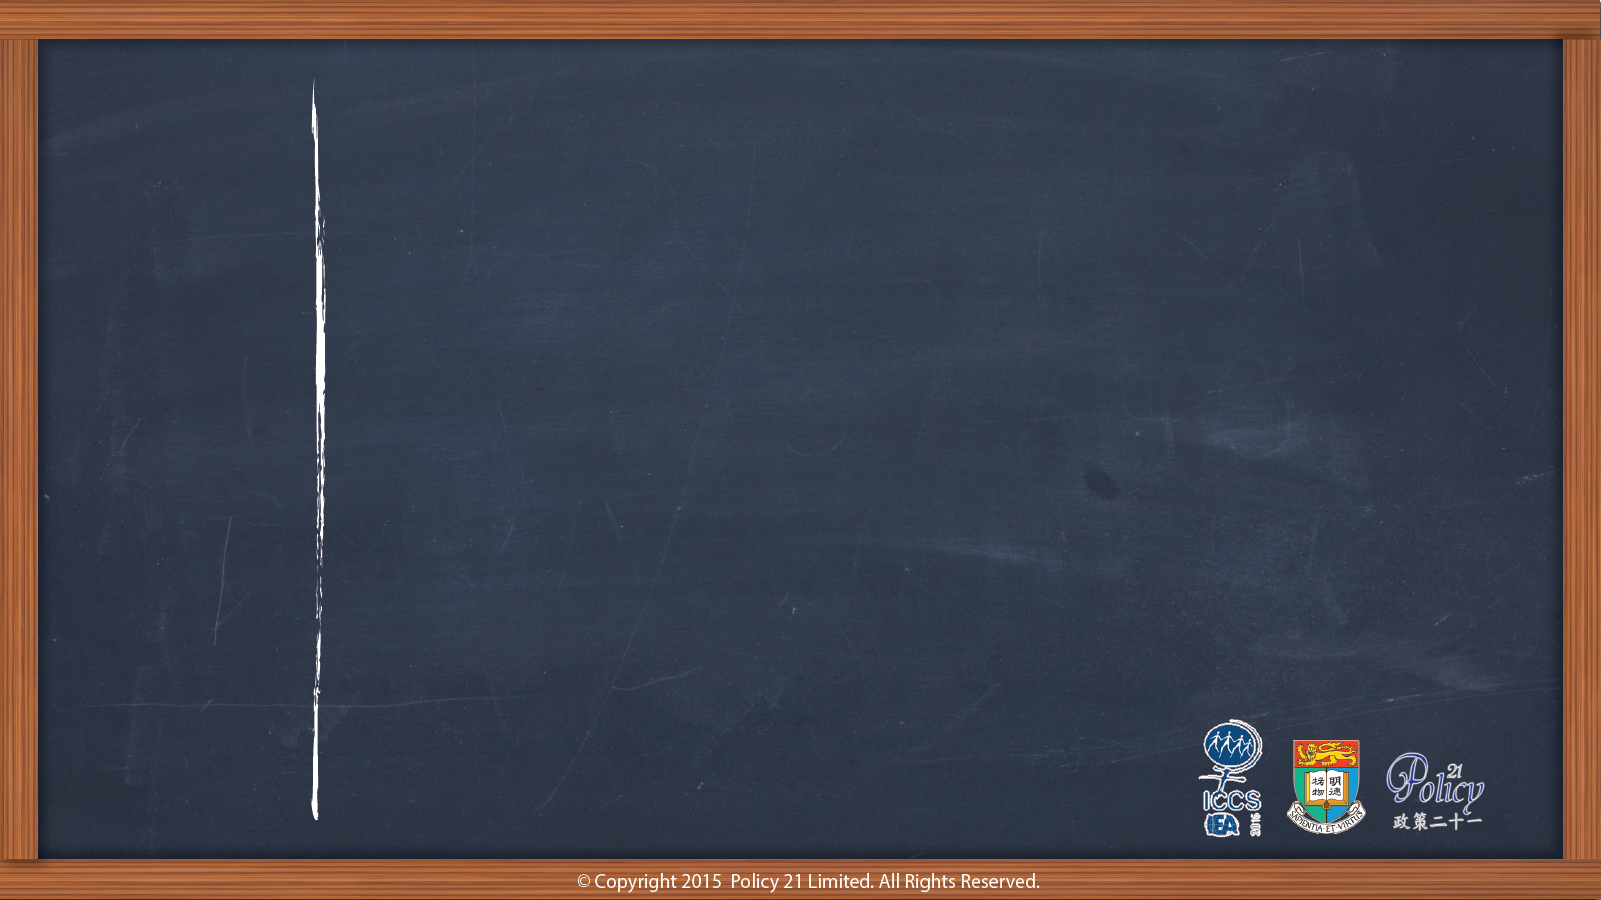 ICCS
IEA
2016
明德
格物
SAPIENTIA ET VIRTUS
Policy 21
政策二十一
© Copyright 2015 Policy 21 Limited. All Rights Reserved.